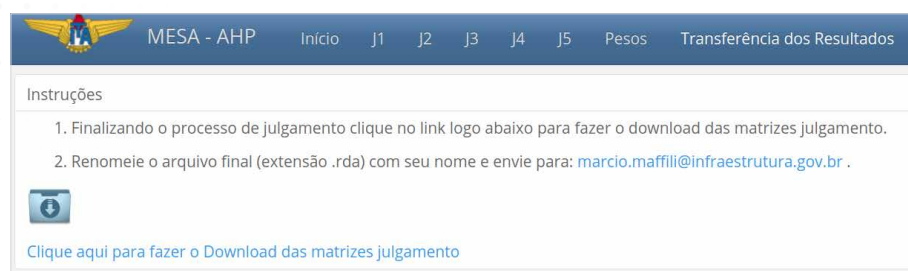 MESA - AHP Início J1 J2 J3 J4 J5 Pesos Transferência dos Resultados
Instruções
1. Finalizando o processo de julgamento clique no link logo abaixo para fazer o download das matrizes julgamento.
2. Renomeie o arquivo final (extensão .rda) com seu nome e envie para: marcio.maffili@infraestrutura.gov.br .
Clique aqui para fazer o Download das matrizes julgamento